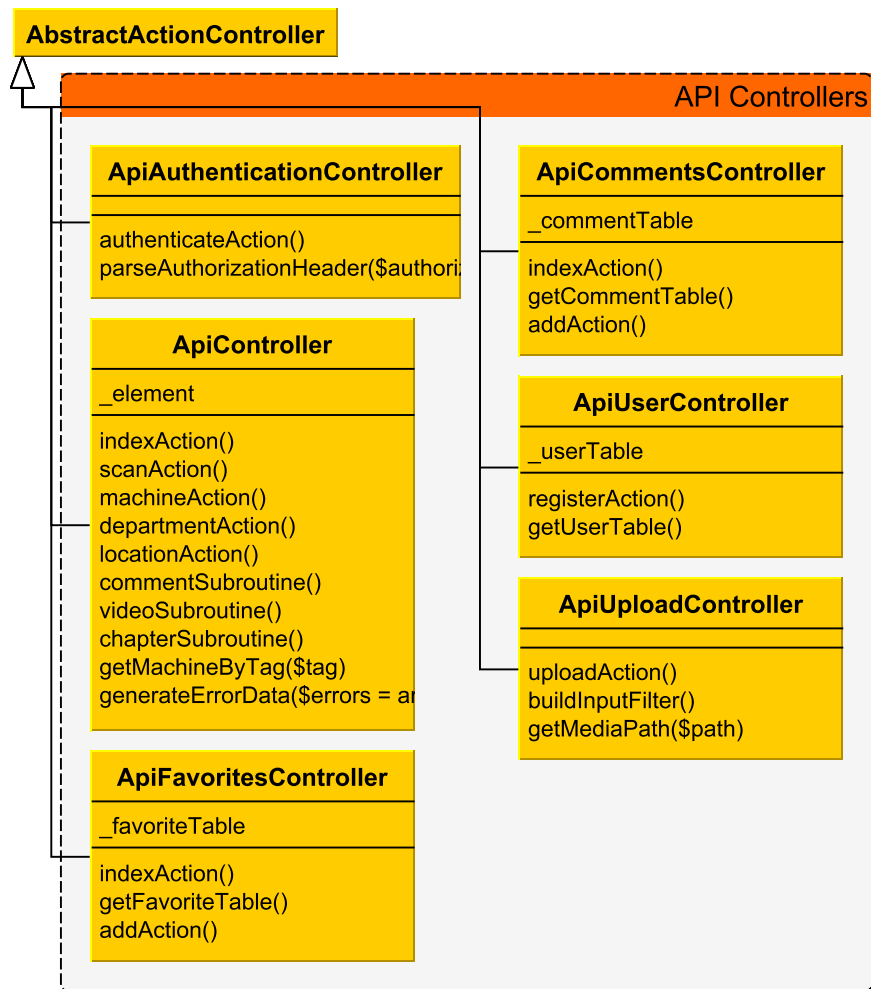 AbstractActionController
API Controllers
ApiAuthenticationController
authenticateAction()
parseAuthorizationHeader($authoriz
ApiController
_element
indexAction()
scanAction()
machineAction()
departmentAction()
locationAction()
commentSubroutine()
videoSubroutine()
chapterSubroutine()
getMachineByTag($tag)
generateErrorData($errors = ar
ApiFavoritesController
_favoriteTable
indexAction()
getFavoriteTable()
addAction()
ApiCommentsController
_commentTable
indexAction()
getCommentTable()
addAction()
ApiUserController
_userTable
registerAction()
getUserTable()
ApiUploadController
uploadAction()
buildInputFilter()
getMediaPath($path)